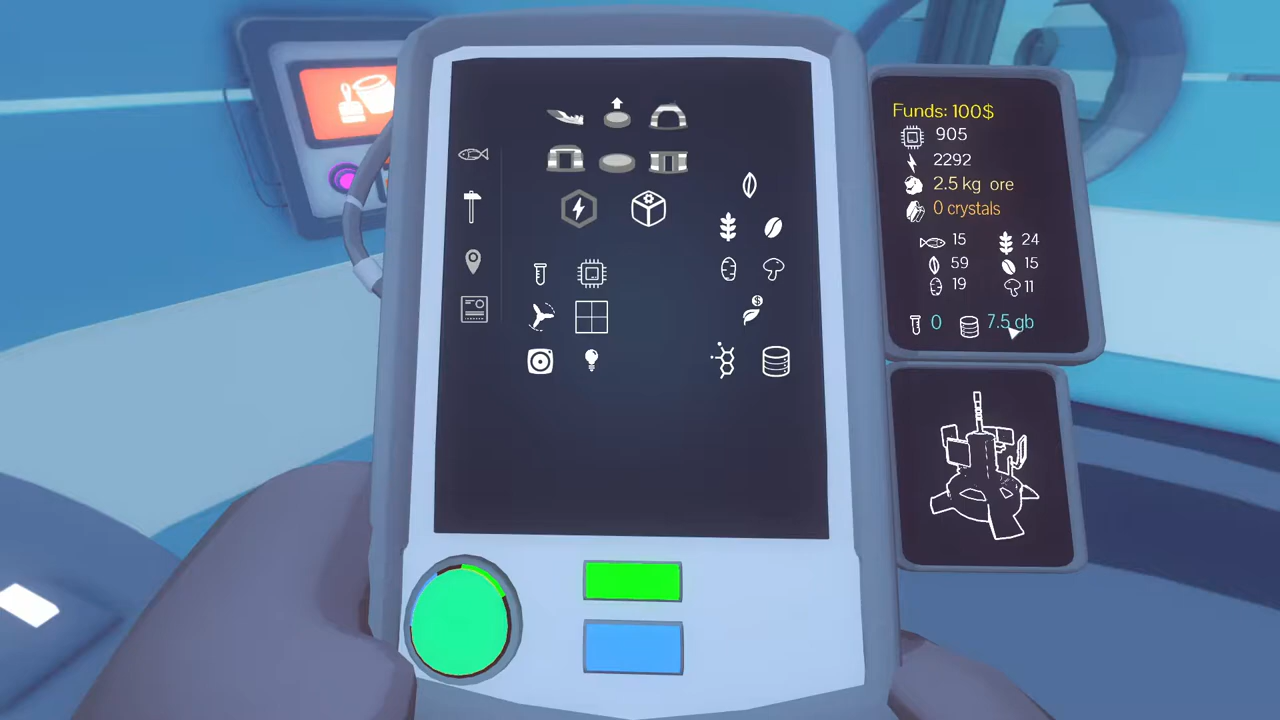 Funds: 100$
905
2292
2.5 kg ore
0 crystals
15 24
59 15
19 11
0 7.5 gb